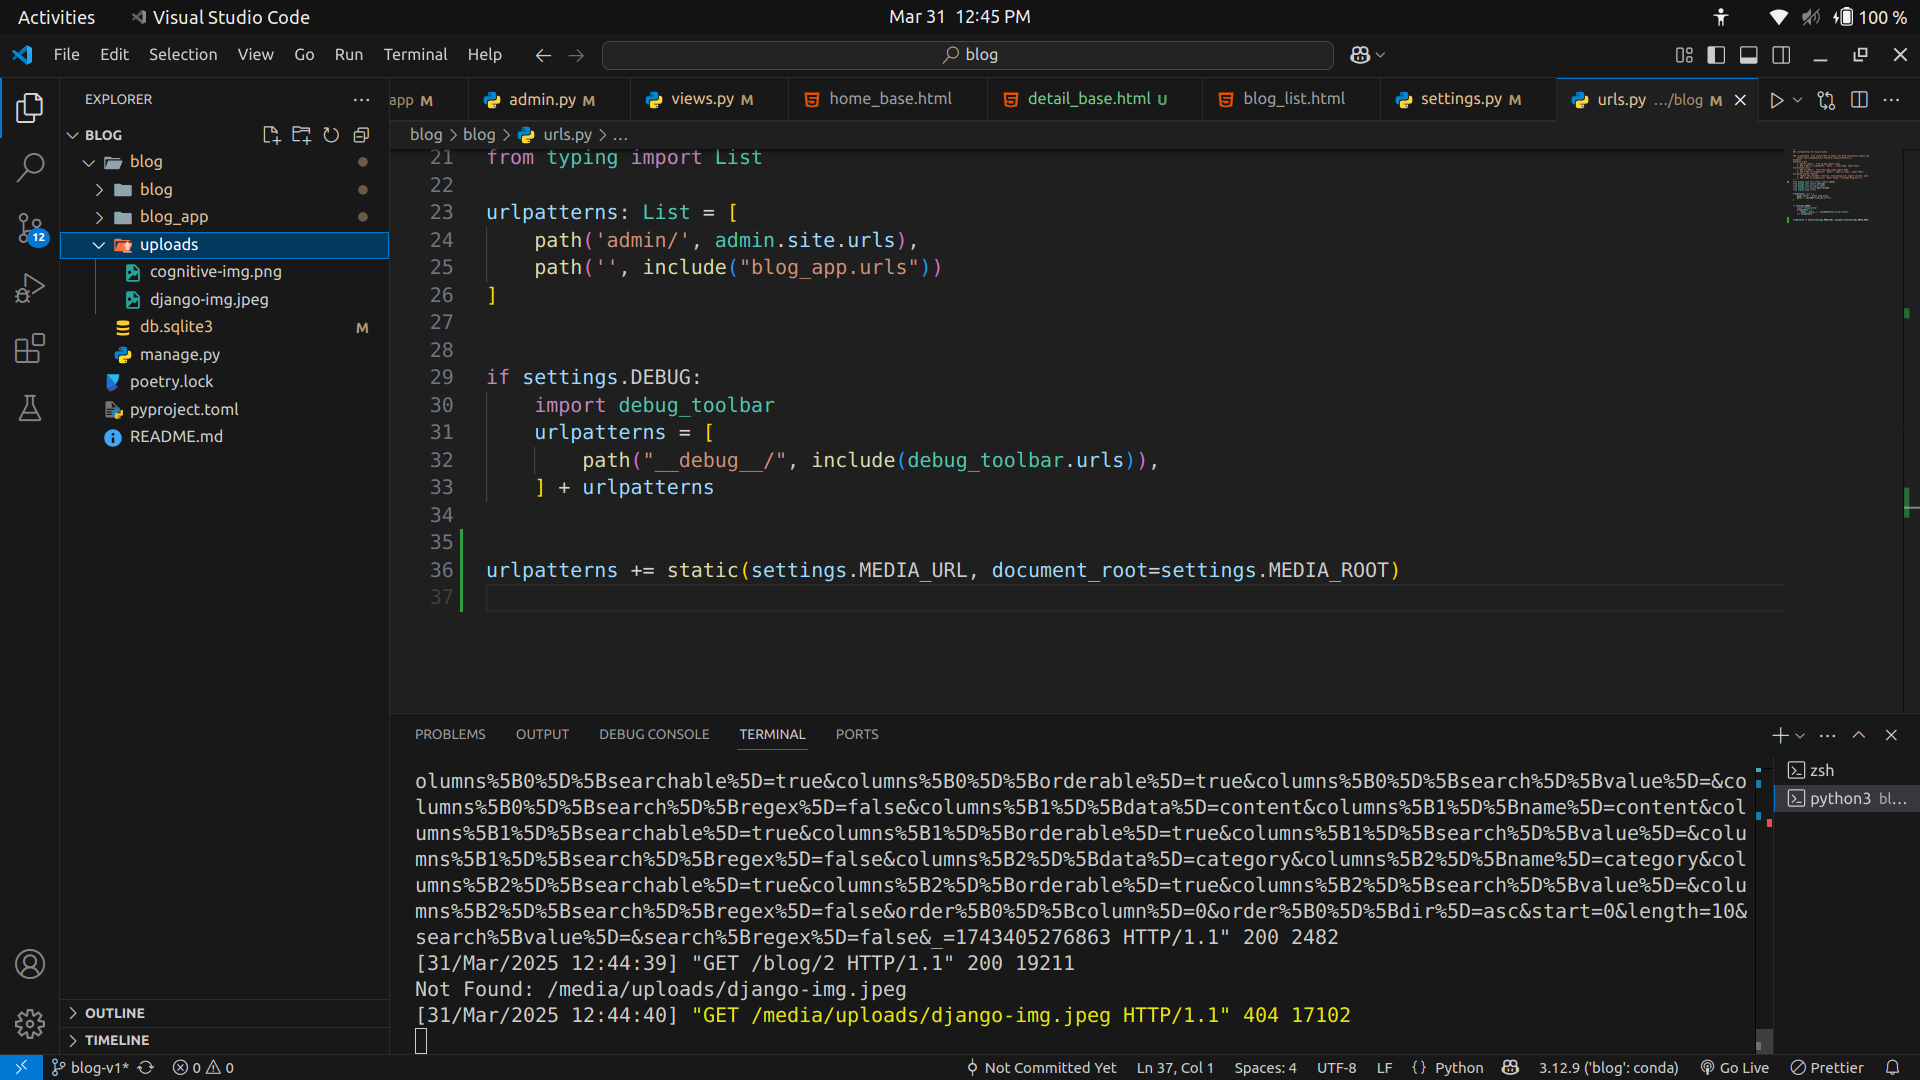 Activities
Visual Studio Code
Mar 31 12:45 PM
100 %
File Edit Selection View Go Run Terminal Help
blog
EXPLORER
app M
admin.py M
views.py M
home_base.html
detail_base.html U
blog_list.html
settings.py M
urls.py .../blog M
BLOG
blog
blog
blog_app
uploads
cognitive-img.png
django-img.jpeg
db.sqlite3 M
manage.py
poetry.lock
pyproject.toml
README.md
OUTLINE
TIMELINE
12
blog > blog > urls.py > ...
21 from typing import List
22
23 urlpatterns: List = [
24     path('admin/', admin.site.urls),
25     path('', include("blog_app.urls"))
26 ]
27
28
29 if settings.DEBUG:
30     import debug_toolbar
31     urlpatterns = [
32         path("__debug__/", include(debug_toolbar.urls)),
33     ] + urlpatterns
34
35
36 urlpatterns += static(settings.MEDIA_URL, document_root=settings.MEDIA_ROOT)
37
PROBLEMS OUTPUT DEBUG CONSOLE TERMINAL PORTS
olumns%5B0%5D%5Bsearchable%5D=true&columns%5B0%5D%5Borderable%5D=true&columns%5B0%5D%5Bsearch%5D%5Bvalue%5D=&co
lumns%5B0%5D%5Bsearch%5D%5Bregex%5D=false&columns%5B1%5D%5Bdata%5D=content&columns%5B1%5D%5Bname%5D=content&col
umns%5B1%5D%5Bsearchable%5D=true&columns%5B1%5D%5Borderable%5D=true&columns%5B1%5D%5Bsearch%5D%5Bvalue%5D=&colu
mns%5B1%5D%5Bsearch%5D%5Bregex%5D=false&columns%5B2%5D%5Bdata%5D=category&columns%5B2%5D%5Bname%5D=category&col
umns%5B2%5D%5Bsearchable%5D=true&columns%5B2%5D%5Borderable%5D=true&columns%5B2%5D%5Bsearch%5D%5Bvalue%5D=&colu
mns%5B2%5D%5Bsearch%5D%5Bregex%5D=false&order%5B0%5D%5Bcolumn%5D=0&order%5B0%5D%5Bdir%5D=asc&start=0&length=10&
search%5Bvalue%5D=&search%5Bregex%5D=false&_=1743405276863 HTTP/1.1" 200 2482
[31/Mar/2025 12:44:39] "GET /blog/2 HTTP/1.1" 200 19211
Not Found: /media/uploads/django-img.jpeg
[31/Mar/2025 12:44:40] "GET /media/uploads/django-img.jpeg HTTP/1.1" 404 17102
zsh
python3 bl...
blog-v1*
0
0
Not Committed Yet
Ln 37, Col 1
Spaces: 4
UTF-8
LF
{ } Python
3.12.9 ('blog': conda)
Go Live
Prettier